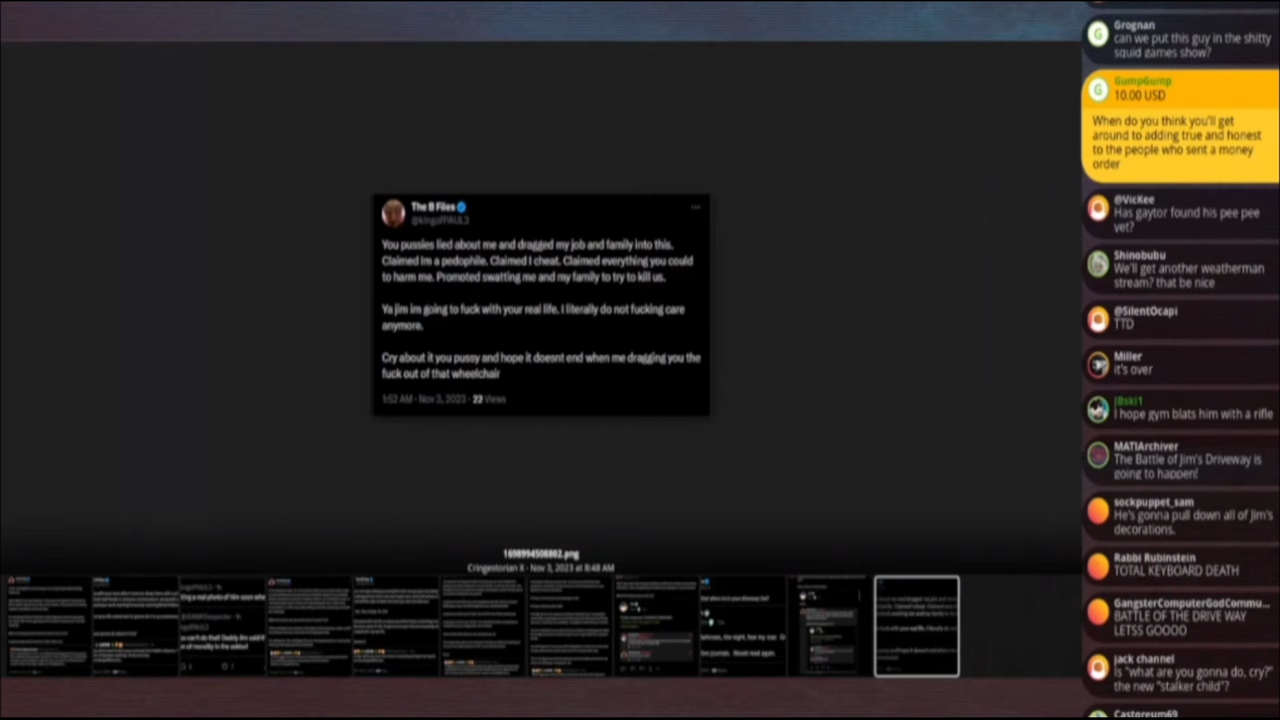 The B Files
@kingofPAUL3
You pussies lied about me and dragged my job and family into this.
Claimed Im a pedophile. Claimed I cheat. Claimed everything you could
to harm me. Promoted swatting me and my family to try to kill us.
Ya jim im going to fuck with your real life. I literally do not fucking care
anymore.
Cry about it you pussy and hope it doesnt end when me dragging you the
fuck out of that wheelchair
1:52 AM · Nov 3, 2023 · 22 Views
1698994508802.png
Cringestorian X · Nov 3, 2023 at 8:48 AM
Grognan
can we put this guy in the shitty
squid games show?
GumpGump
10.00 USD
When do you think you'll get
around to adding true and honest
to the people who sent a money
order
@VicKee
Has gaytor found his pee pee
yet?
Shinobubu
We'll get another weatherman
stream? that be nice
@SilentOcapi
TTD
Miller
it's over
JBski1
I hope gym blats him with a rifle
MATIArchiver
The Battle of Jim's Driveway is
going to happen!
sockpuppet_sam
He's gonna pull down all of Jim's
decorations.
Rabbi Rubinstein
TOTAL KEYBOARD DEATH
GangsterComputerGodCommu...
BATTLE OF THE DRIVE WAY
LETSS GOOOO
jack channel
Is "what are you gonna do, cry?"
the new "stalker child"?
Castoreum69